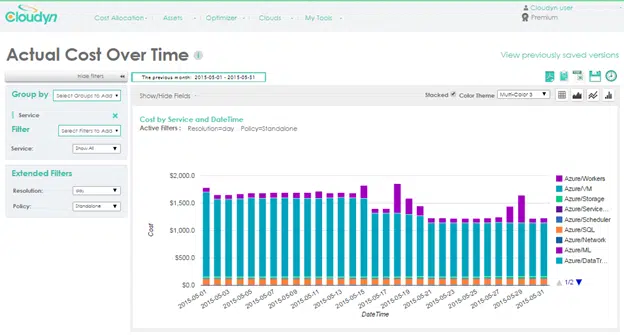 Cloudyn
Cost Allocation Assets Optimizer Clouds My Tools
Cloudyn user
Premium
Actual Cost Over Time
View previously saved versions
Hide filters
The previous month: 2015-05-01 - 2015-05-31
Group by Select Groups to Add
Service
Filter Select Filters to Add
Service: Show All
Extended Filters
Resolution:
Policy: Standalone
Show/Hide Fields
Stacked Color Theme Multi-Color 3
Cost by Service and DateTime
Active Filters : Resolution=day Policy=Standalone
Cost
$2,000.0
$1,500.0
$1,000.0
$500.0
$0.0
2015-05-01
2015-05-03
2015-05-05
2015-05-07
2015-05-09
2015-05-11
2015-05-13
2015-05-15
2015-05-17
2015-05-19
2015-05-21
2015-05-23
2015-05-25
2015-05-27
2015-05-29
2015-05-31
DateTime
Azure/Workers
Azure/VM
Azure/Storage
Azure/Service...
Azure/Scheduler
Azure/SQL
Azure/Network
Azure/ML
Azure/DataTr...
1/2